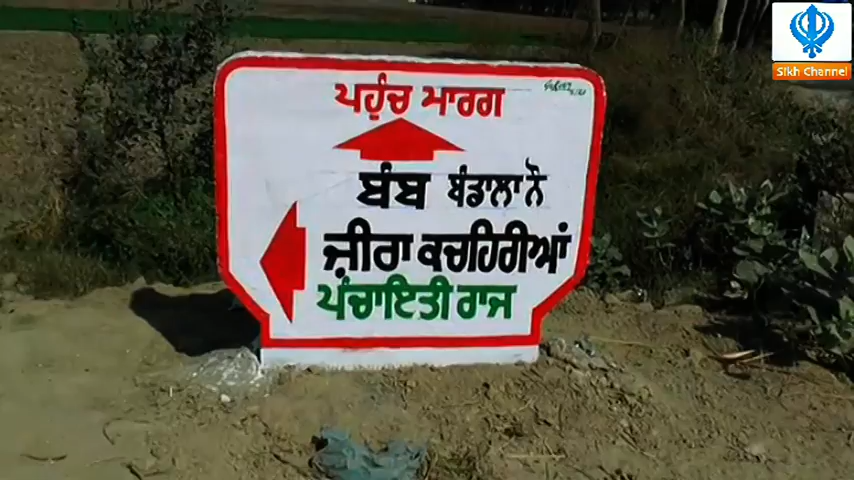 ਪਹੁੰਚ ਮਾਰਗ
ਬੰਬ ਬੰਡਾਲਾ ਨੌ
ਜ਼ੀਰਾ ਕਚਹਿਰੀਆਂ
ਪੰਚਾਇਤੀ ਰਾਜ
Sikh Channel